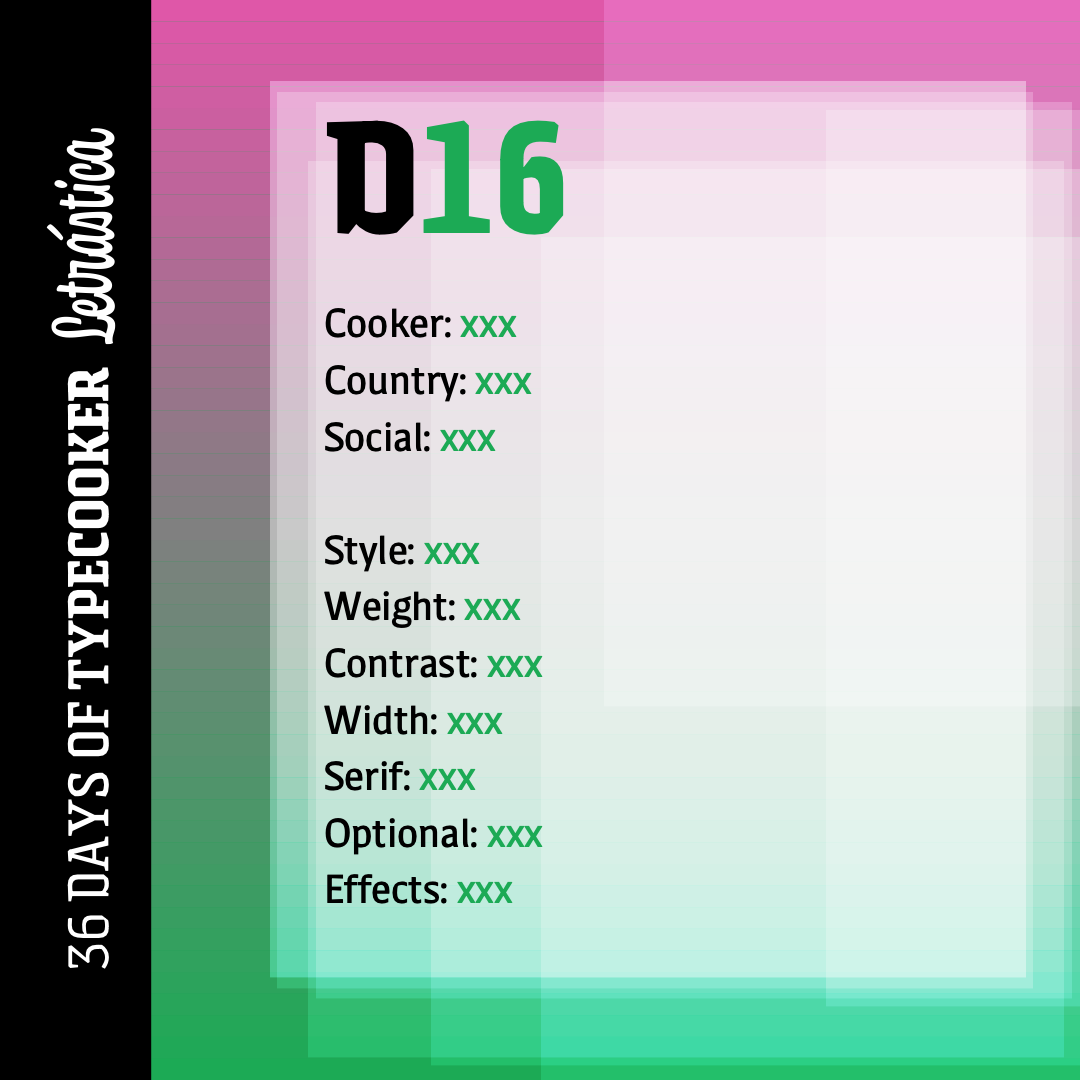 36 DAYS OF TYPECOOKER Letrástica
D16
Cooker: xxx
Country: xxx
Social: xxx
Style: xxx
Weight: xxx
Contrast: xxx
Width: xxx
Serif: xxx
Optional: xxx
Effects: xxx